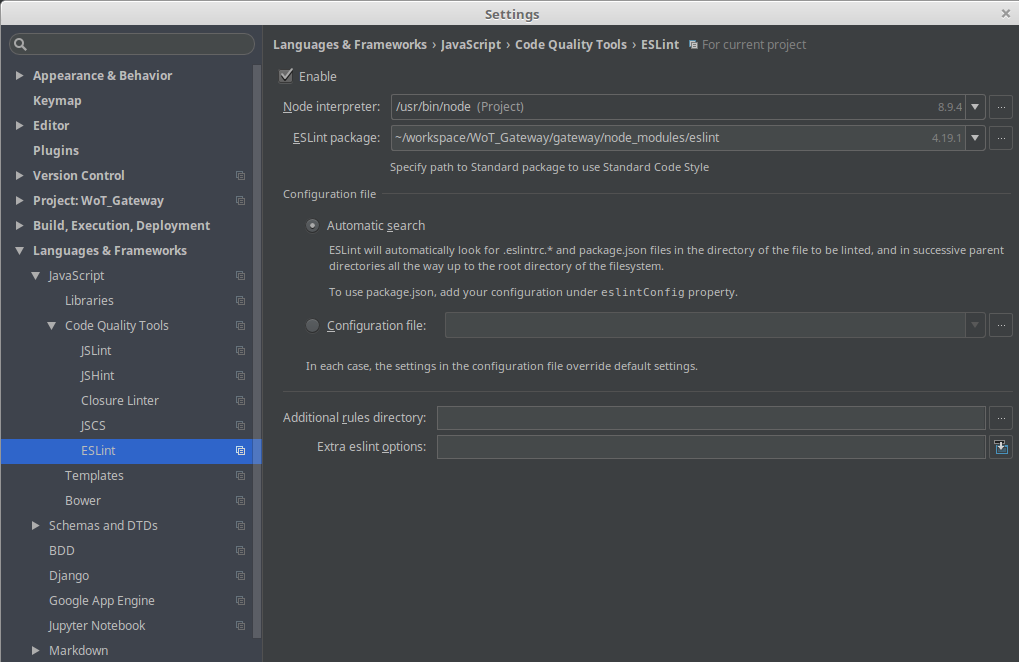 Settings
Languages & Frameworks › JavaScript › Code Quality Tools › ESLint For current project
Appearance & Behavior
Keymap
Editor
Plugins
Version Control
Project: WoT_Gateway
Build, Execution, Deployment
Languages & Frameworks
JavaScript
Libraries
Code Quality Tools
JSLint
JSHint
Closure Linter
JSCS
ESLint
Templates
Bower
Schemas and DTDs
BDD
Django
Google App Engine
Jupyter Notebook
Markdown
Enable
Node interpreter: /usr/bin/node (Project) 8.9.4 ...
ESLint package: ~/workspace/WoT_Gateway/gateway/node_modules/eslint 4.19.1 ...
Specify path to Standard package to use Standard Code Style
Configuration file
Automatic search
ESLint will automatically look for .eslintrc.* and package.json files in the directory of the file to be linted, and in successive parent
directories all the way up to the root directory of the filesystem.
To use package.json, add your configuration under eslintConfig property.
Configuration file: ...
In each case, the settings in the configuration file override default settings.
Additional rules directory: ...
Extra eslint options: